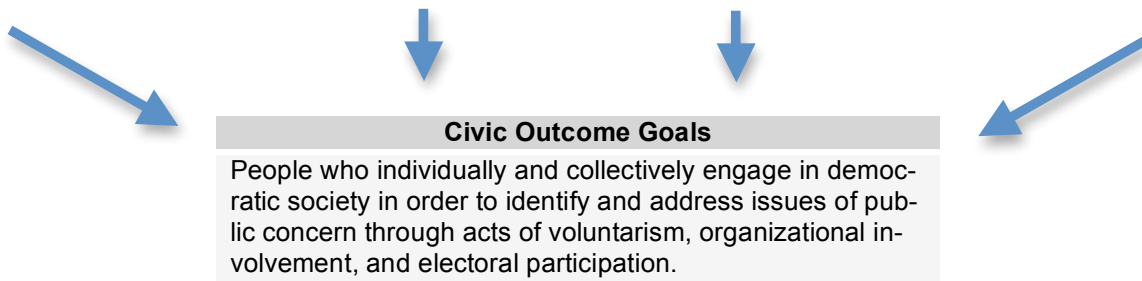 Civic Outcome Goals
People who individually and collectively engage in democ-
ratic society in order to identify and address issues of pub-
lic concern through acts of voluntarism, organizational in-
volvement, and electoral participation.